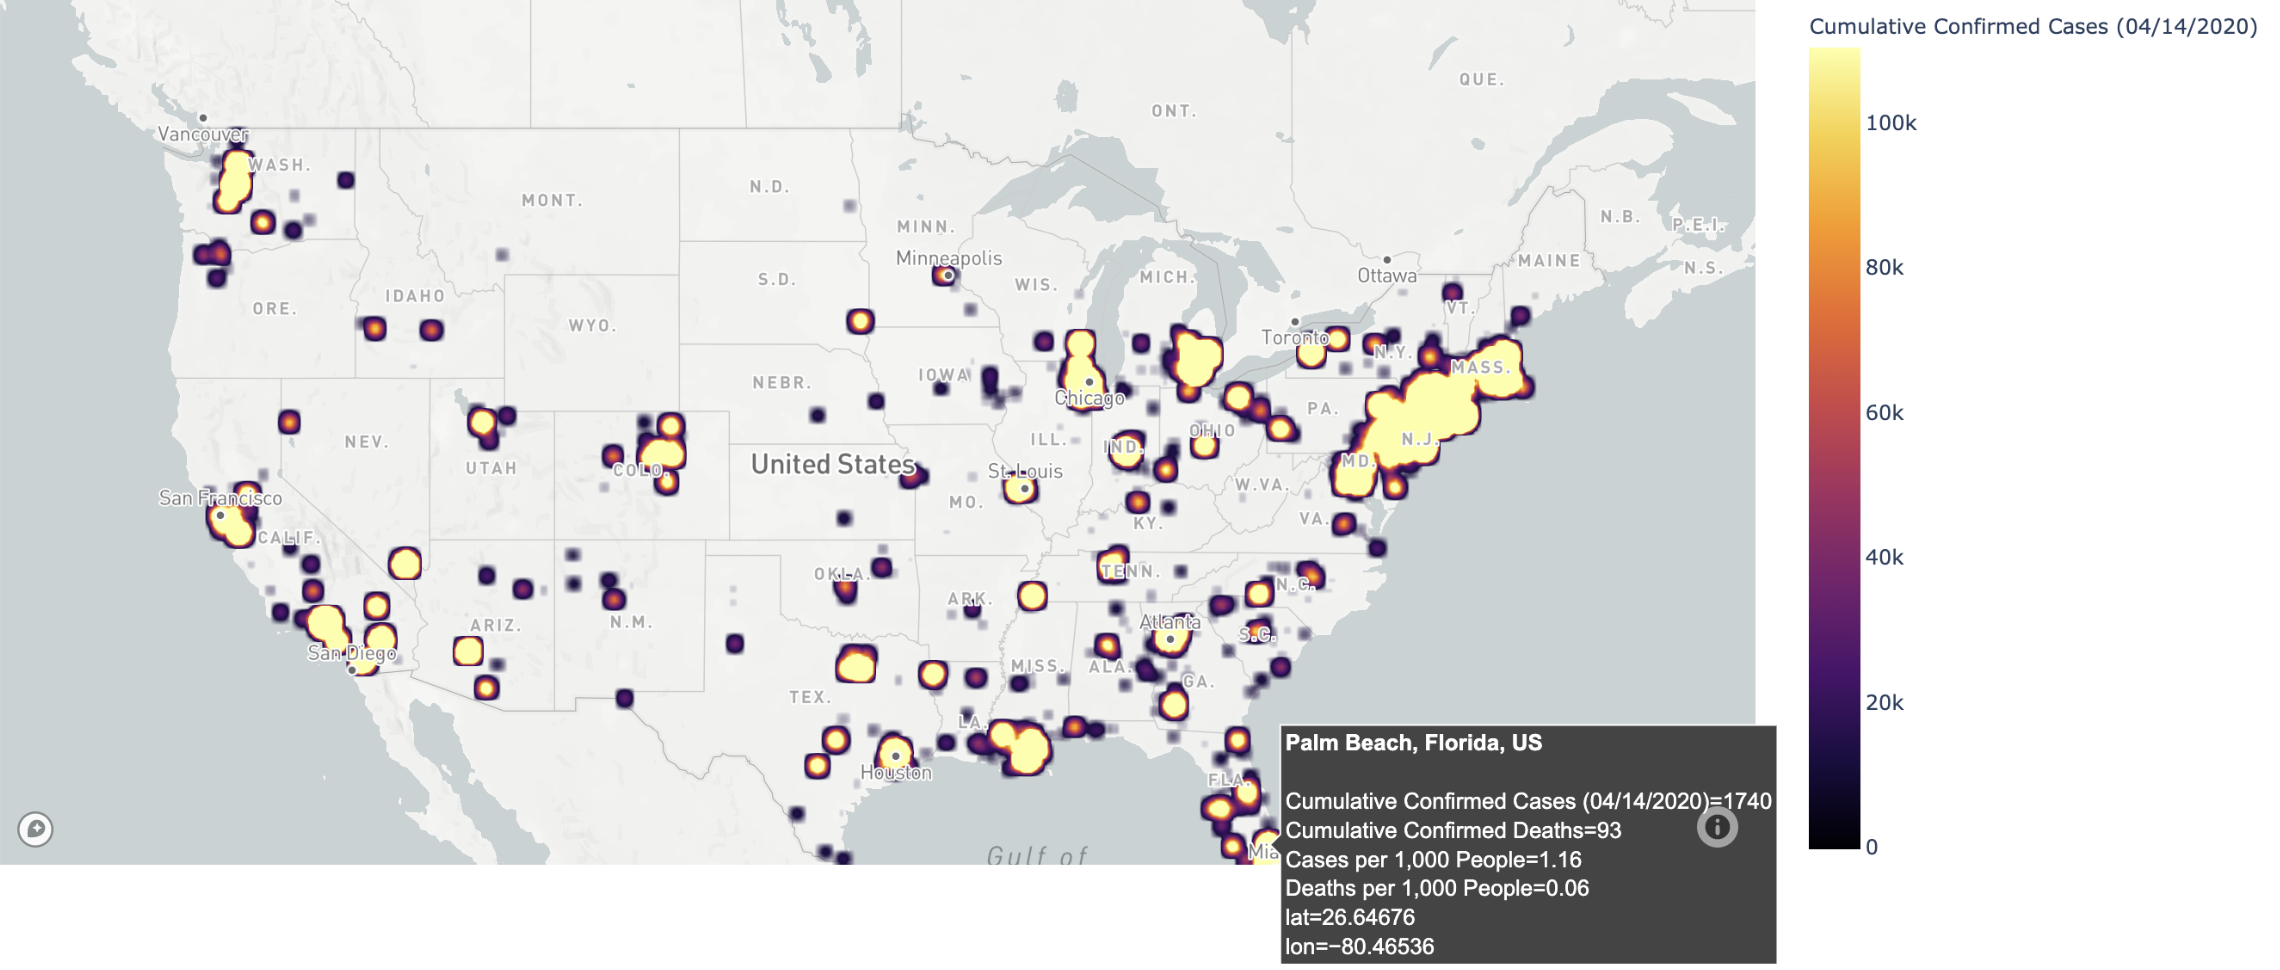 Cumulative Confirmed Cases (04/14/2020)
100k
80k
60k
40k
20k
0
QUE.
ONT.
Vancouver
WASH.
MONT.
N.D.
MINN.
N.B.
P.E.I.
Minneapolis
Ottawa
MAINE
N.S.
S.D.
WIS.
MICH.
ORE.
IDAHO
WYO.
VT.
Toronto
N.Y.
MASS.
NEBR.
IOWA
Chicago
PA.
NEV.
UTAH
COLO.
United States
ILL.
IND.
OHIO
N.J.
St. Louis
MD.
San Francisco
MO.
W.VA.
CALIF.
KY.
VA.
OKLA.
TENN.
ARK.
N.C.
ARIZ.
N.M.
Atlanta
S.C.
San Diego
MISS.
ALA.
GA.
TEX.
LA.
Houston
FLA.
Mia
Gulf of
Palm Beach, Florida, US
Cumulative Confirmed Cases (04/14/2020)=1740
Cumulative Confirmed Deaths=93
Cases per 1,000 People=1.16
Deaths per 1,000 People=0.06
lat=26.64676
lon=−80.46536